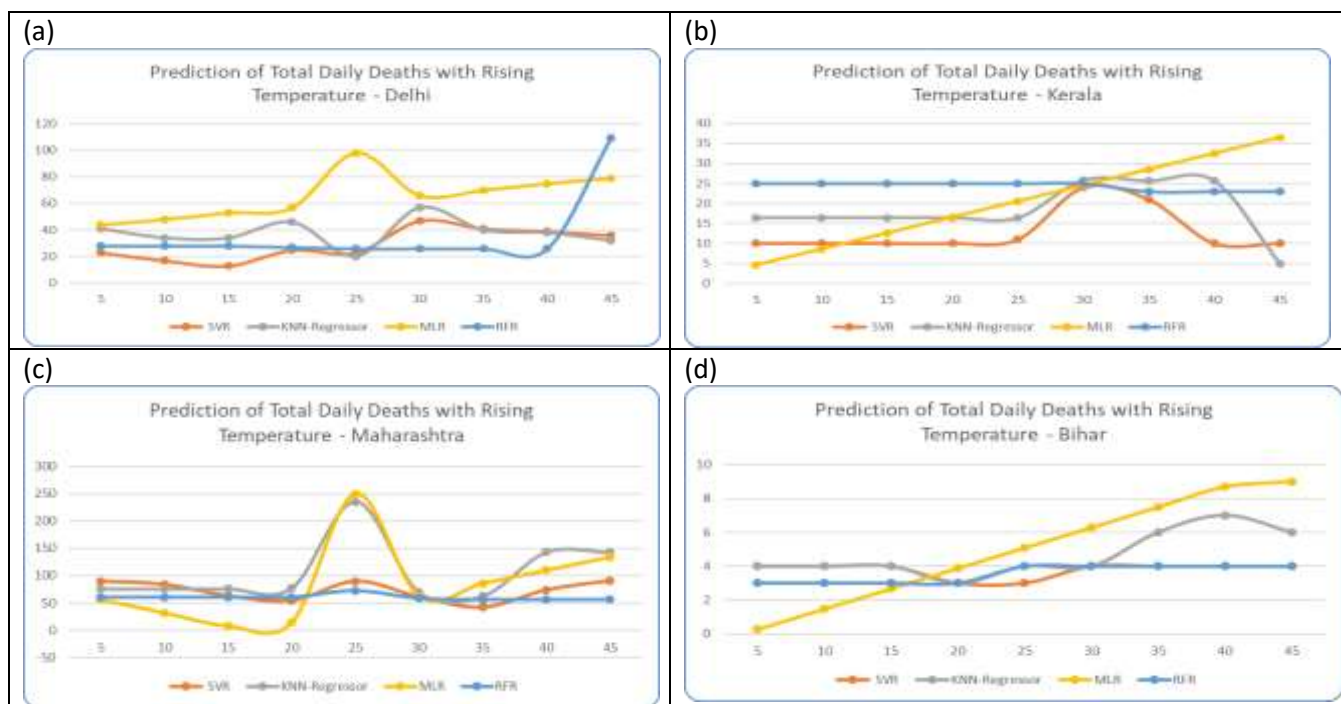 (a)
Prediction of Total Daily Deaths with Rising
Temperature - Delhi
120
100
80
60
40
20
0
5 10 15 20 25 30 35 40 45
SVR KNN-Regressor MLR RFR
(b)
Prediction of Total Daily Deaths with Rising
Temperature - Kerala
40
35
30
25
20
15
10
5
0
5 10 15 20 25 30 35 40 45
SVR KNN-Regressor MLR RFR
(c)
Prediction of Total Daily Deaths with Rising
Temperature - Maharashtra
300
250
200
150
100
50
0
-50
5 10 15 20 25 30 35 40 45
SVR KNN-Regressor MLR RFR
(d)
Prediction of Total Daily Deaths with Rising
Temperature - Bihar
10
8
6
4
2
0
5 10 15 20 25 30 35 40 45
SVR KNN-Regressor MLR RFR